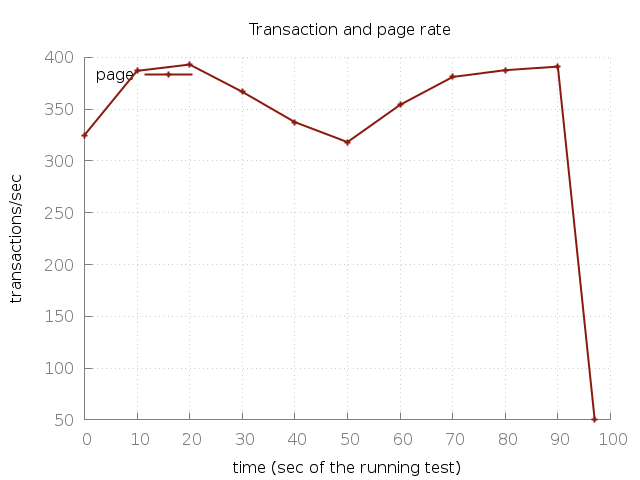 Transaction and page rate
400
page
350
300
250
200
150
100
50
0 10 20 30 40 50 60 70 80 90 100
transactions/sec
time (sec of the running test)